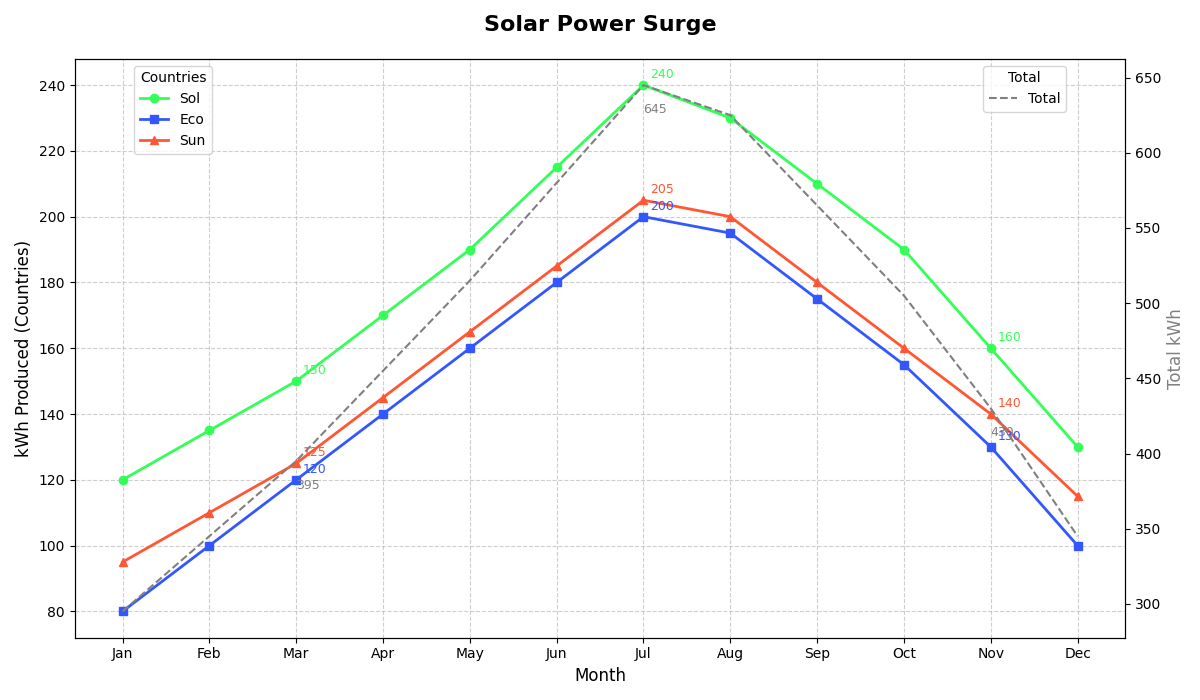 Solar Power Surge
kWh Produced (Countries)
240
220
200
180
160
140
120
100
80
Countries
Sol
Eco
Sun
Total
Total
650
600
550
500
450
400
350
300
Total kWh
240
645
205
200
150
125
120
395
160
140
430
130
Jan Feb Mar Apr May Jun Jul Aug Sep Oct Nov Dec
Month